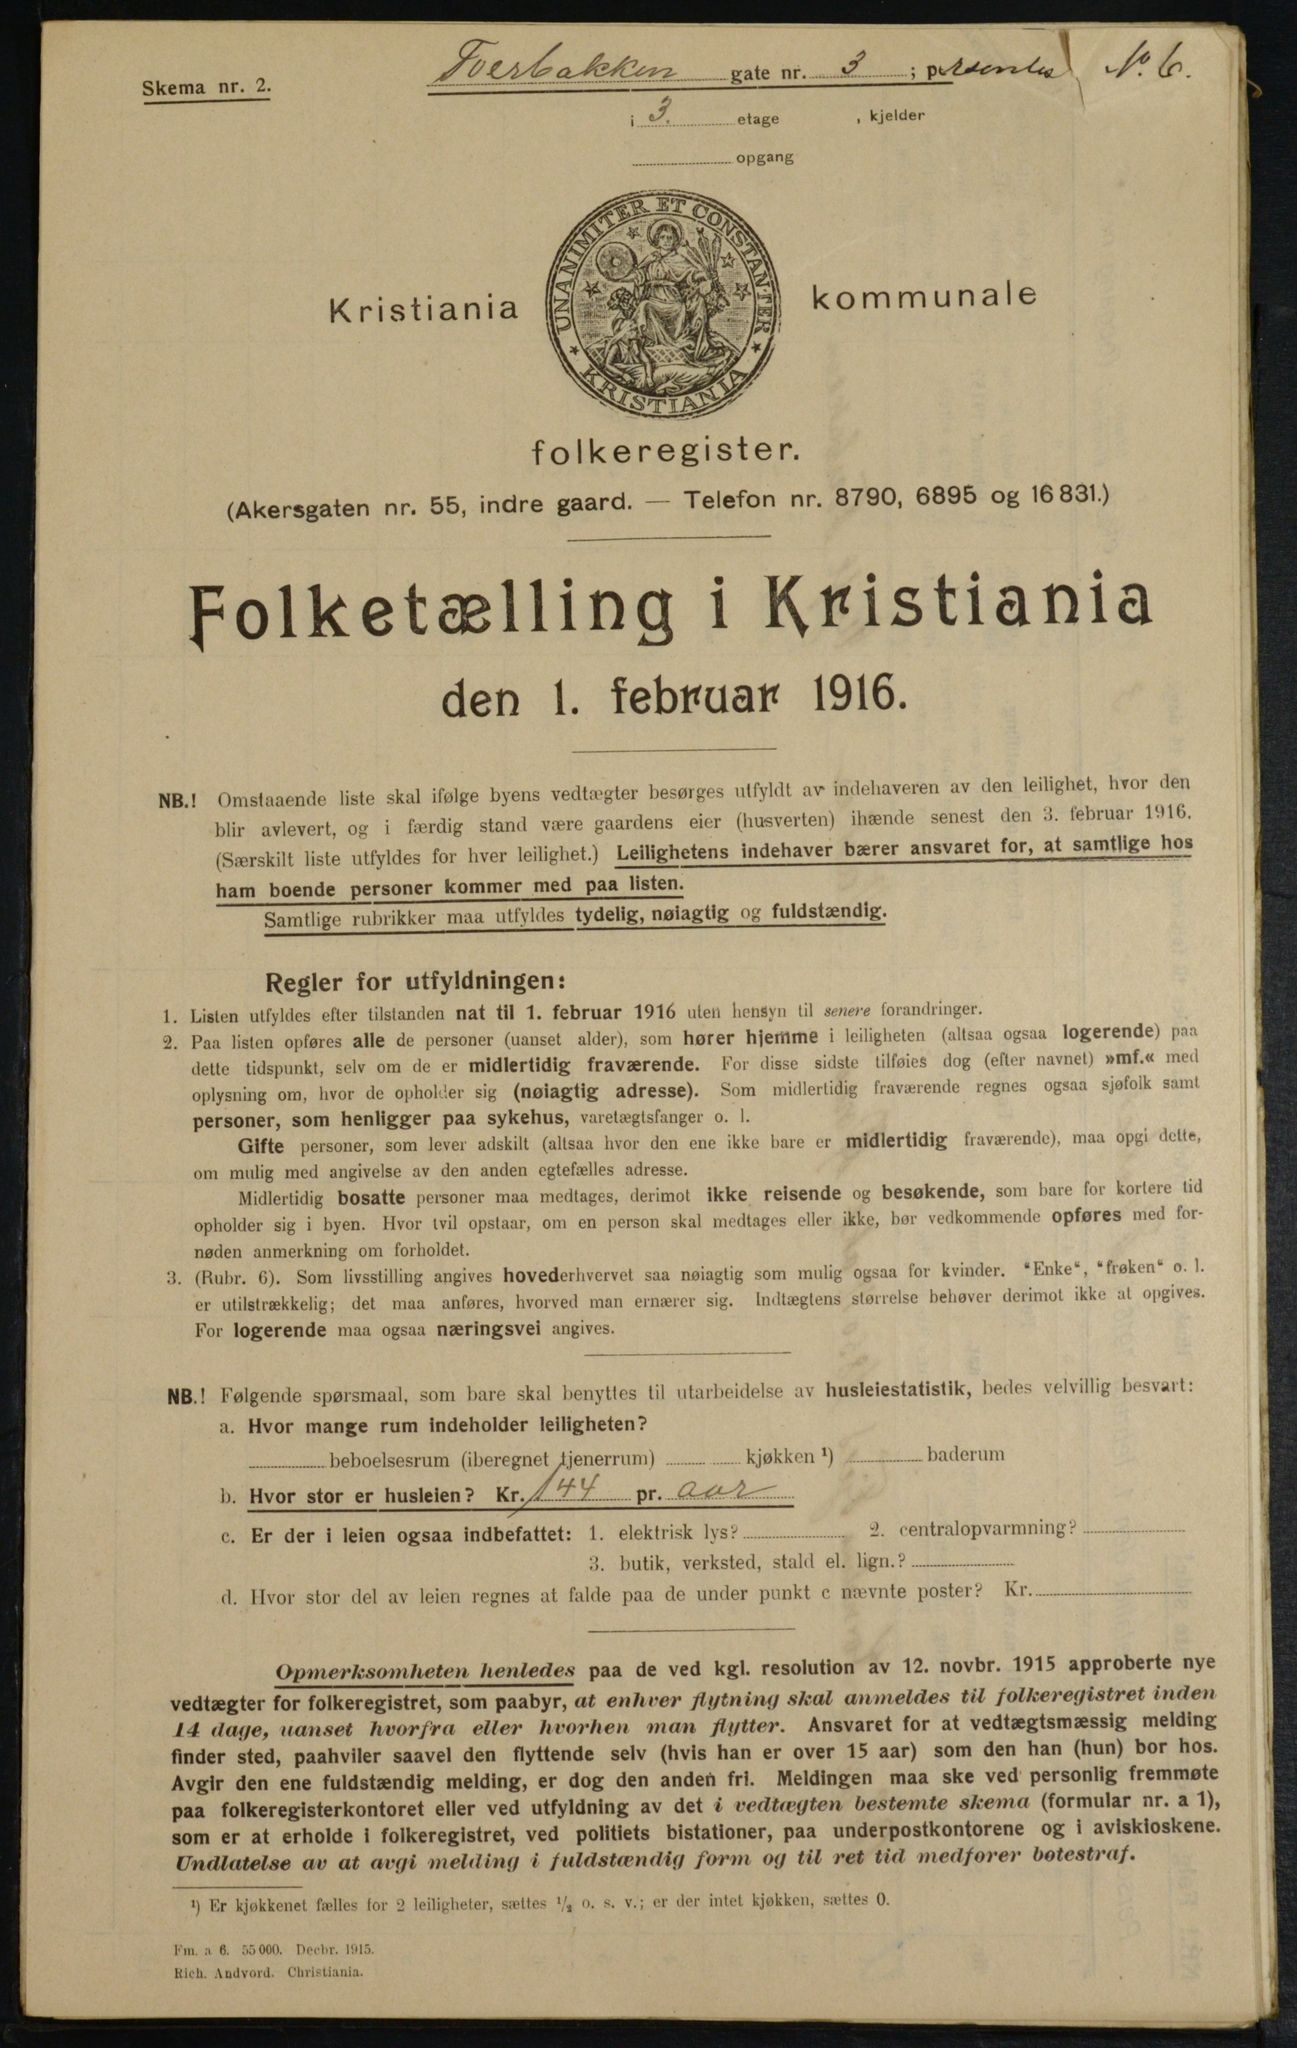 Skema nr. 2.
Tverbakken gate nr. 3 ; No. 6.
i 3. etage , kjelder
opgang
UNANIMITER ET CONSTANTER
★ KRISTIANIA ★
Kristiania kommunale
folkeregister.
(Akersgaten nr. 55, indre gaard. — Telefon nr. 8790, 6895 og 16 831.)
Folketælling i Kristiania
den 1. februar 1916.
NB.! Omstaaende liste skal ifølge byens vedtægter besørges utfyldt av indehaveren av den leilighet, hvor den
blir avlevert, og i færdig stand være gaardens eier (husverten) ihænde senest den 3. februar 1916.
(Særskilt liste utfyldes for hver leilighet.) Leilighetens indehaver bærer ansvaret for, at samtlige hos
ham boende personer kommer med paa listen.
Samtlige rubrikker maa utfyldes tydelig, nøiagtig og fuldstændig.
Regler for utfyldningen:
1. Listen utfyldes efter tilstanden nat til 1. februar 1916 uten hensyn til senere forandringer.
2. Paa listen opføres alle de personer (uanset alder), som hører hjemme i leiligheten (altsaa ogsaa logerende) paa
dette tidspunkt, selv om de er midlertidig fraværende. For disse sidste tilføies dog (efter navnet) »mf.« med
oplysning om, hvor de opholder sig (nøiagtig adresse). Som midlertidig fraværende regnes ogsaa sjøfolk samt
personer, som henligger paa sykehus, varetægtsfanger o. l.
Gifte personer, som lever adskilt (altsaa hvor den ene ikke bare er midlertidig fraværende), maa opgi dette,
om mulig med angivelse av den anden egtefælles adresse.
Midlertidig bosatte personer maa medtages, derimot ikke reisende og besøkende, som bare for kortere tid
opholder sig i byen. Hvor tvil opstaar, om en person skal medtages eller ikke, bør vedkommende opføres med for-
nøden anmerkning om forholdet.
3. (Rubr. 6). Som livsstilling angives hovederhvervet saa nøiagtig som mulig ogsaa for kvinder. "Enke", "frøken" o. l.
er utilstrækkelig; det maa anføres, hvorved man ernærer sig. Indtægtens størrelse behøver derimot ikke at opgives.
For logerende maa ogsaa næringsvei angives.
NB.! Følgende spørsmaal, som bare skal benyttes til utarbeidelse av husleiestatistik, bedes velvillig besvart:
a. Hvor mange rum indeholder leiligheten?
beboelsesrum (iberegnet tjenerrum) kjøkken ¹) baderum
b. Hvor stor er husleien? Kr. 144 pr. aar
c. Er der i leien ogsaa indbefattet: 1. elektrisk lys? 2. centralopvarmning?
3. butik, verksted, stald el. lign.?
d. Hvor stor del av leien regnes at falde paa de under punkt c nævnte poster? Kr.
Opmerksomheten henledes paa de ved kgl. resolution av 12. novbr. 1915 approberte nye
vedtægter for folkeregistret, som paabyr, at enhver flytning skal anmeldes til folkeregistret inden
14 dage, uanset hvorfra eller hvorhen man flytter. Ansvaret for at vedtægtsmæssig melding
finder sted, paahviler saavel den flyttende selv (hvis han er over 15 aar) som den han (hun) bor hos.
Avgir den ene fuldstændig melding, er dog den anden fri. Meldingen maa ske ved personlig fremmøte
paa folkeregisterkontoret eller ved utfyldning av det i vedtægten bestemte skema (formular nr. a 1),
som er at erholde i folkeregistret, ved politiets bistationer, paa underpostkontorene og i aviskioskene.
Undlatelse av at avgi melding i fuldstændig form og til ret tid medfører bøtestraf.
¹) Er kjøkkenet fælles for 2 leiligheter, sættes ½ o. s. v.; er der intet kjøkken, sættes 0.
Fm. a 6. 55 000. Decbr. 1915.
Rich. Andvord. Christiania.